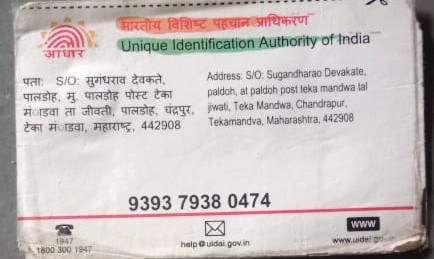 भारतीय विशिष्ट पहचान प्राधिकरण
Unique Identification Authority of India
आधार
पता: S/O: सुगंधराव देवकते,
पालडोह, मु. पालडोह पोस्ट टेका
मंाडवा ता जीवती, पालडोह, चंद्रपुर,
टेका मंाडवा, महाराष्ट्र, 442908
Address: S/O: Sugandharao Devakate,
paldoh, at paldoh post teka mandwa tal
jiwati, Teka Mandwa, Chandrapur,
Tekamandva, Maharashtra, 442908
9393 7938 0474
1947
1800 300 1947
help@uidai.gov.in
www
www.uidai